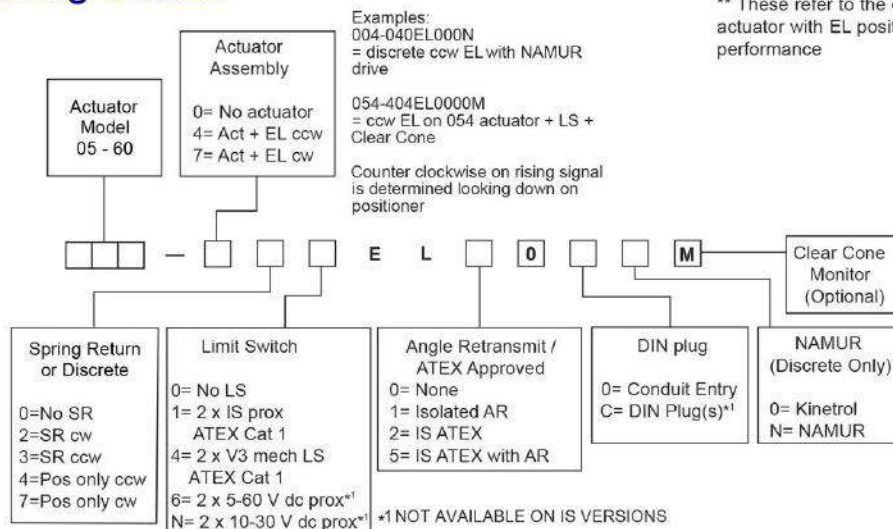 ** These refer to the
actuator with EL posit
performance
Examples:
004-040EL000N
= discrete ccw EL with NAMUR
drive
054-404EL0000M
= ccw EL on 054 actuator + LS +
Clear Cone
Counter clockwise on rising signal
is determined looking down on
positioner
Actuator
Assembly
0= No actuator
4= Act + EL ccw
7= Act + EL cw
Actuator
Model
05 - 60
— E L 0 M
Clear Cone
Monitor
(Optional)
Spring Return
or Discrete
0=No SR
2=SR cw
3=SR ccw
4=Pos only ccw
7=Pos only cw
Limit Switch
0= No LS
1= 2 x IS prox
ATEX Cat 1
4= 2 x V3 mech LS
ATEX Cat 1
6= 2 x 5-60 V dc prox*1
N= 2 x 10-30 V dc prox*1
Angle Retransmit /
ATEX Approved
0= None
1= Isolated AR
2= IS ATEX
5= IS ATEX with AR
DIN plug
0= Conduit Entry
C= DIN Plug(s)*1
NAMUR
(Discrete Only)
0= Kinetrol
N= NAMUR
*1 NOT AVAILABLE ON IS VERSIONS